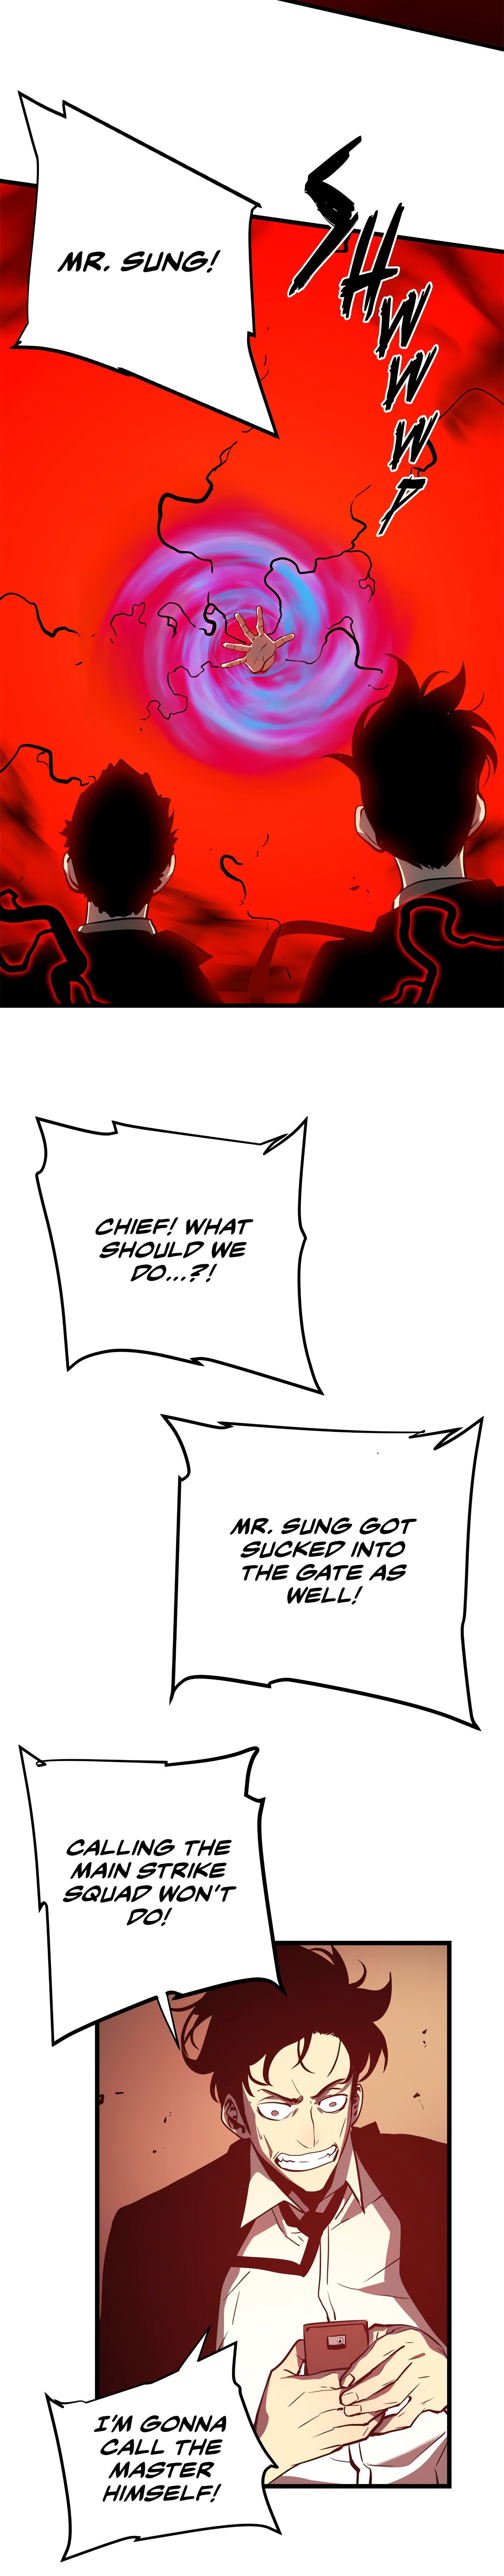 MR. SUNG!
SHWWWP
CHIEF! WHAT
SHOULD WE
DO...?!
MR. SUNG GOT
SUCKED INTO
THE GATE AS
WELL!
CALLING THE
MAIN STRIKE
SQUAD WON'T
DO!
I'M GONNA
CALL THE
MASTER
HIMSELF!